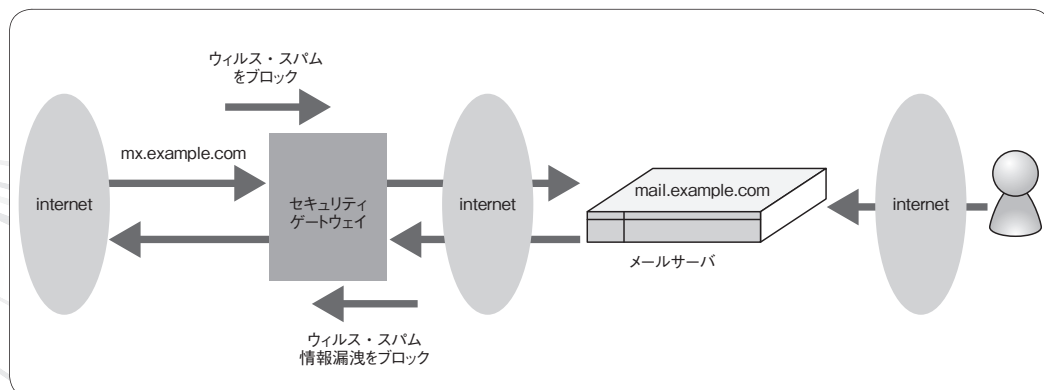 ウィルス・スパム
をブロック
mx.example.com
internet
セキュリティ
ゲートウェイ
internet
mail.example.com
メールサーバ
internet
ウィルス・スパム
情報漏洩をブロック